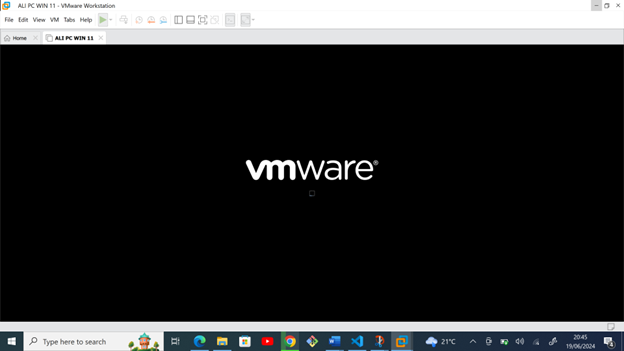 ALI PC WIN 11 - VMware Workstation
File Edit View VM Tabs Help
Home ALI PC WIN 11
vmware®
Type here to search
21°C
20:45
19/06/2024